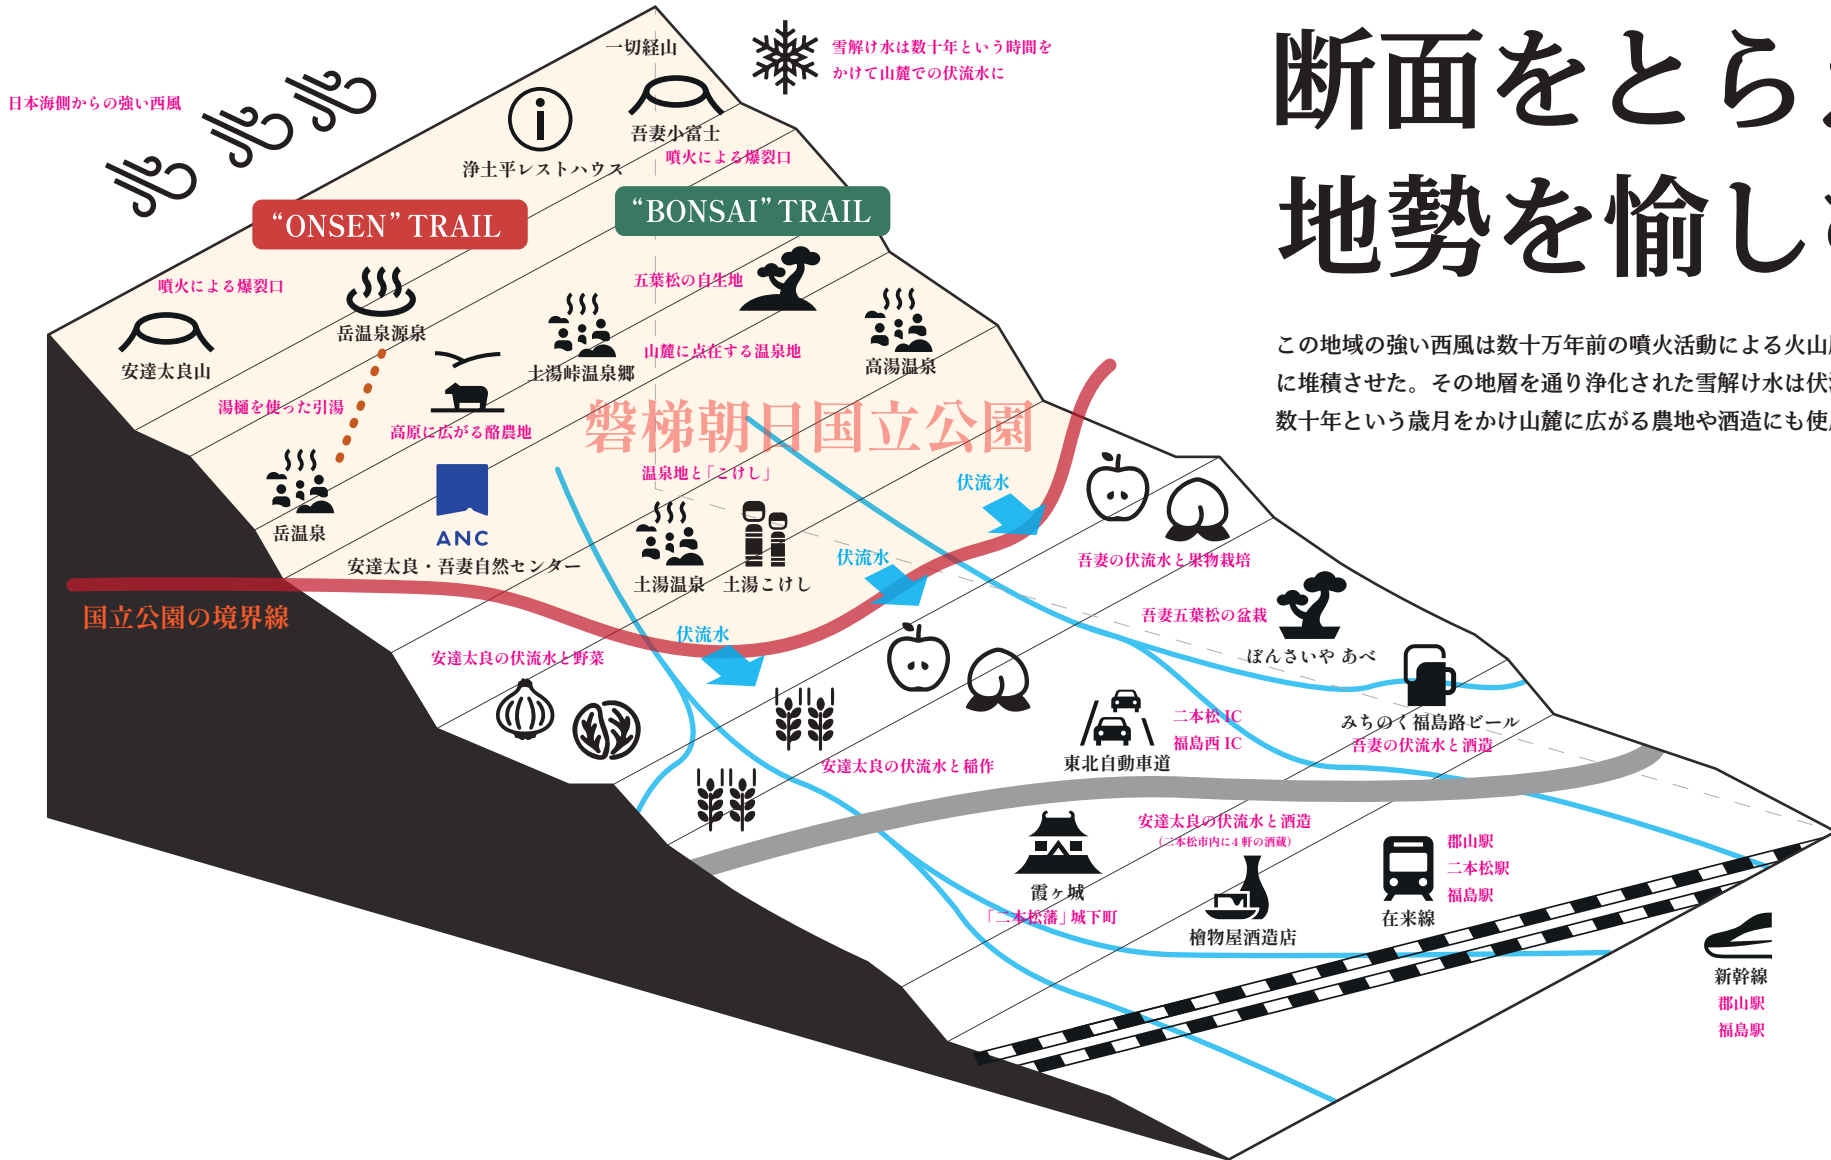 断面をとら
地勢を愉し
この地域の強い西風は数十万年前の噴火活動による火山
に堆積させた。その地層を通り浄化された雪解け水は伏
数十年という歳月をかけ山麓に広がる農地や酒造にも使
一切経山
雪解け水は数十年という時間を
かけて山麓での伏流水に
日本海側からの強い西風
吾妻小富士
噴火による爆裂口
浄土平レストハウス
“ONSEN” TRAIL
“BONSAI” TRAIL
噴火による爆裂口
安達太良山
岳温泉源泉
五葉松の自生地
土湯峠温泉郷
山麓に点在する温泉地
高湯温泉
湯樋を使った引湯
高原に広がる酪農地
磐梯朝日国立公園
温泉地と「こけし」
岳温泉
ANC
安達太良・吾妻自然センター
土湯温泉
土湯こけし
伏流水
伏流水
伏流水
国立公園の境界線
吾妻の伏流水と果物栽培
吾妻五葉松の盆栽
ぼんさいや あべ
安達太良の伏流水と野菜
みちのく福島路ビール
吾妻の伏流水と酒造
二本松 IC
福島西 IC
東北自動車道
安達太良の伏流水と稲作
安達太良の伏流水と酒造
（二本松市内に4軒の酒蔵）
霞ヶ城
「二本松藩」城下町
檜物屋酒造店
郡山駅
二本松駅
福島駅
在来線
新幹線
郡山駅
福島駅